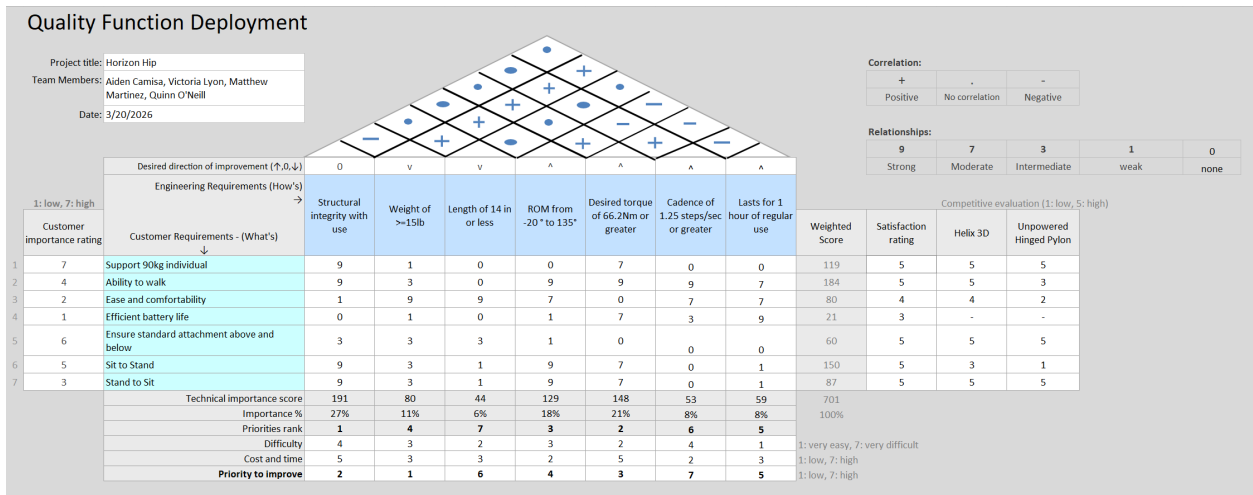 Quality Function Deployment
Project title: Horizon Hip
Team Members: Aiden Camisa, Victoria Lyon, Matthew
Martinez, Quinn O'Neill
Date: 3/20/2026
Correlation:
+ . -
Positive No correlation Negative
Relationships:
9 7 3 1 0
Strong Moderate Intermediate weak none
Desired direction of improvement (↑,0,↓) 0 v v ^ ^ ^ ^
Engineering Requirements (How's)
→
1: low, 7: high
Customer
importance rating
Customer Requirements - (What's)
↓
Structural
integrity with
use
Weight of
>=15lb
Length of 14 in
or less
ROM from
-20 ° to 135°
Desired torque
of 66.2Nm or
greater
Cadence of
1.25 steps/sec
or greater
Lasts for 1
hour of regular
use
Weighted
Score
Competitive evaluation (1: low, 5: high)
Satisfaction
rating
Helix 3D
Unpowered
Hinged Pylon
1 7 Support 90kg individual 9 1 0 0 7 0 0 119 5 5 5
2 4 Ability to walk 9 3 0 9 9 9 7 184 5 5 3
3 2 Ease and comfortability 1 9 9 7 0 7 7 80 4 4 2
4 1 Efficient battery life 0 1 0 1 7 3 9 21 3 - -
5 6 Ensure standard attachment above and
below 3 3 3 1 0 0 0 60 5 5 5
6 5 Sit to Stand 9 3 1 9 7 0 1 150 5 3 1
7 3 Stand to Sit 9 3 1 9 7 0 1 87 5 5 5
Technical importance score 191 80 44 129 148 53 59 701
Importance % 27% 11% 6% 18% 21% 8% 8% 100%
Priorities rank 1 4 7 3 2 6 5
Difficulty 4 3 2 3 2 4 1 1: very easy, 7: very difficult
Cost and time 5 3 3 2 5 2 3 1: low, 7: high
Priority to improve 2 1 6 4 3 7 5 1: low, 7: high